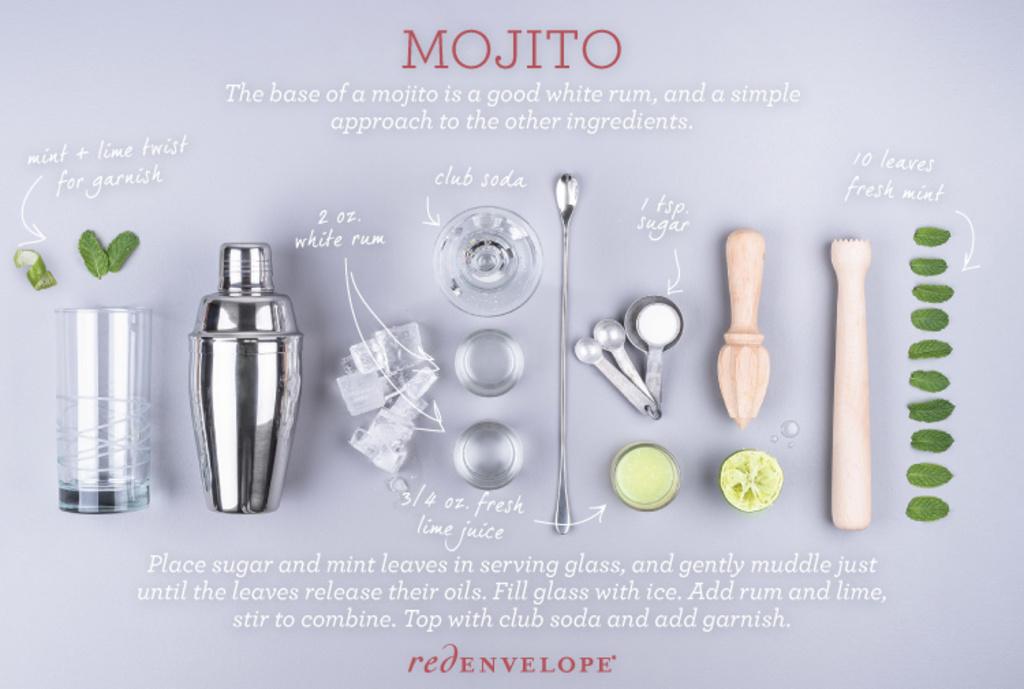 MOJITO
The base of a mojito is a good white rum, and a simple
approach to the other ingredients.
mint + lime twist
for garnish
2 oz.
white rum
club soda
1 tsp.
sugar
10 leaves
fresh mint
3/4 oz. fresh
lime juice
Place sugar and mint leaves in serving glass, and gently muddle just
until the leaves release their oils. Fill glass with ice. Add rum and lime,
stir to combine. Top with club soda and add garnish.
redENVELOPE